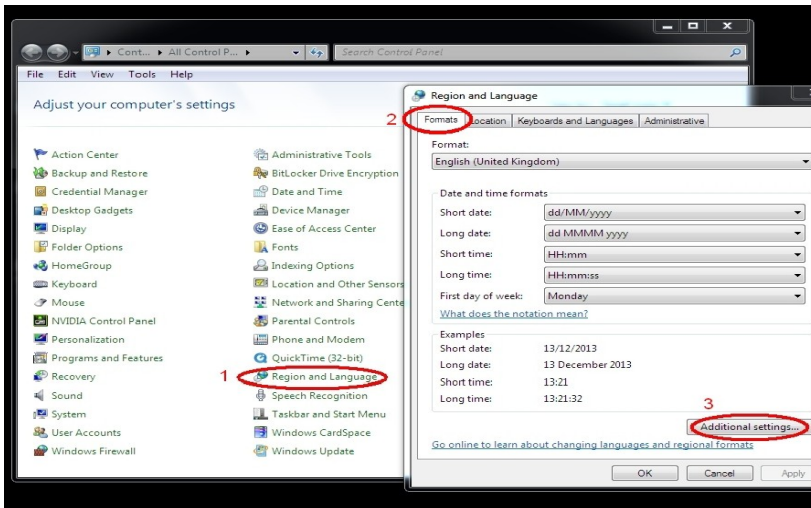 Cont... All Control P... Search Control Panel
File Edit View Tools Help
Adjust your computer's settings
Action Center Administrative Tools
Backup and Restore BitLocker Drive Encryption
Credential Manager Date and Time
Desktop Gadgets Device Manager
Display Ease of Access Center
Folder Options Fonts
HomeGroup Indexing Options
Keyboard Location and Other Sensors
Mouse Network and Sharing Cente
NVIDIA Control Panel Parental Controls
Personalization Phone and Modem
Programs and Features QuickTime (32-bit)
Recovery 1 Region and Language
Sound Speech Recognition
System Taskbar and Start Menu
User Accounts Windows CardSpace
Windows Firewall Windows Update
Region and Language
2 Formats Location Keyboards and Languages Administrative
Format:
English (United Kingdom)
Date and time formats
Short date: dd/MM/yyyy
Long date: dd MMMM yyyy
Short time: HH:mm
Long time: HH:mm:ss
First day of week: Monday
What does the notation mean?
Examples
Short date: 13/12/2013
Long date: 13 December 2013
Short time: 13:21
Long time: 13:21:32
3
Additional settings...
Go online to learn about changing languages and regional formats
OK Cancel Apply